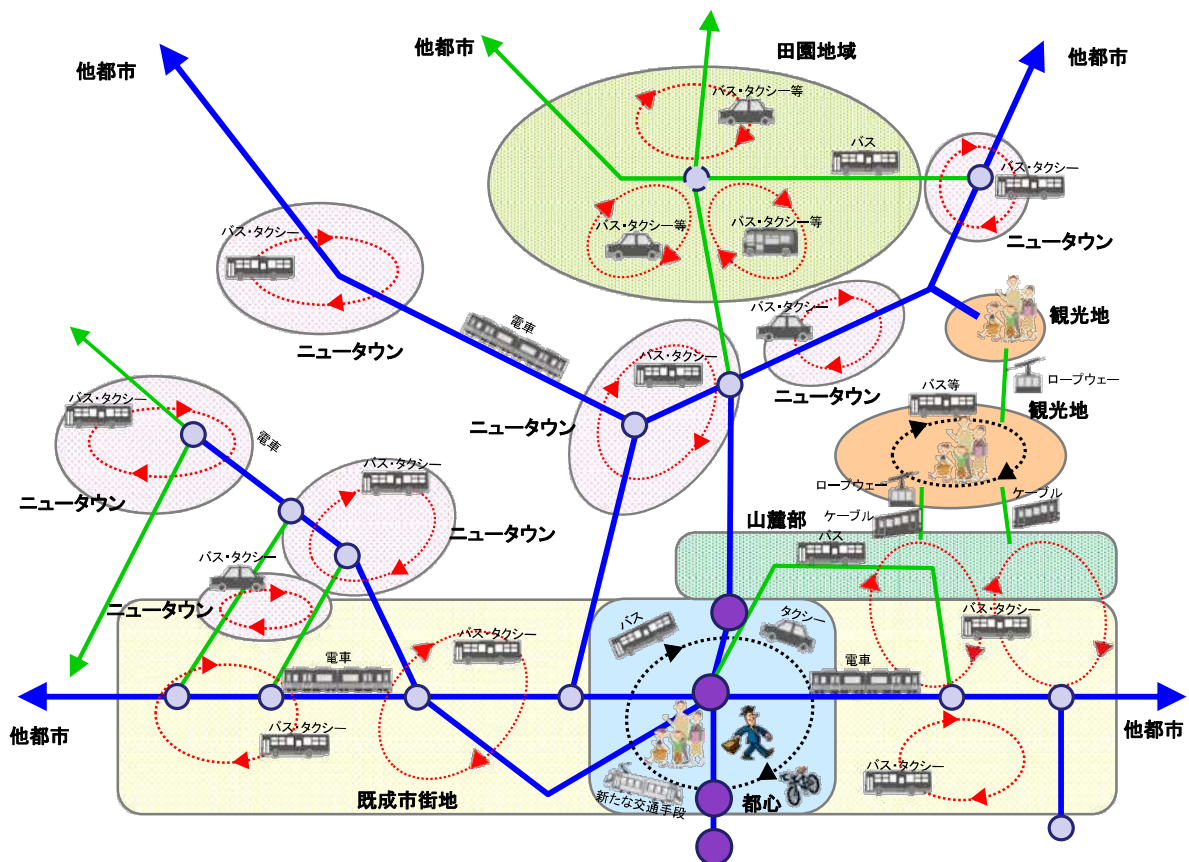 田園地域
他都市
他都市
他都市
バス・タクシー等
バス
バス・タクシー
バス・タクシー等
バス・タクシー等
ニュータウン
バス・タクシー
ニュータウン
電車
バス・タクシー
観光地
バス・タクシー
ロープウェー
バス等
観光地
ニュータウン
バス・タクシー
ニュータウン
電車
ニュータウン
バス・タクシー
ロープウェー
ケーブル
ケーブル
山麓部
バス
ニュータウン
バス・タクシー
ニュータウン
バス
タクシー
バス・タクシー
バス・タクシー
電車
電車
他都市
他都市
バス・タクシー
バス・タクシー
新たな交通手段
都心
既成市街地